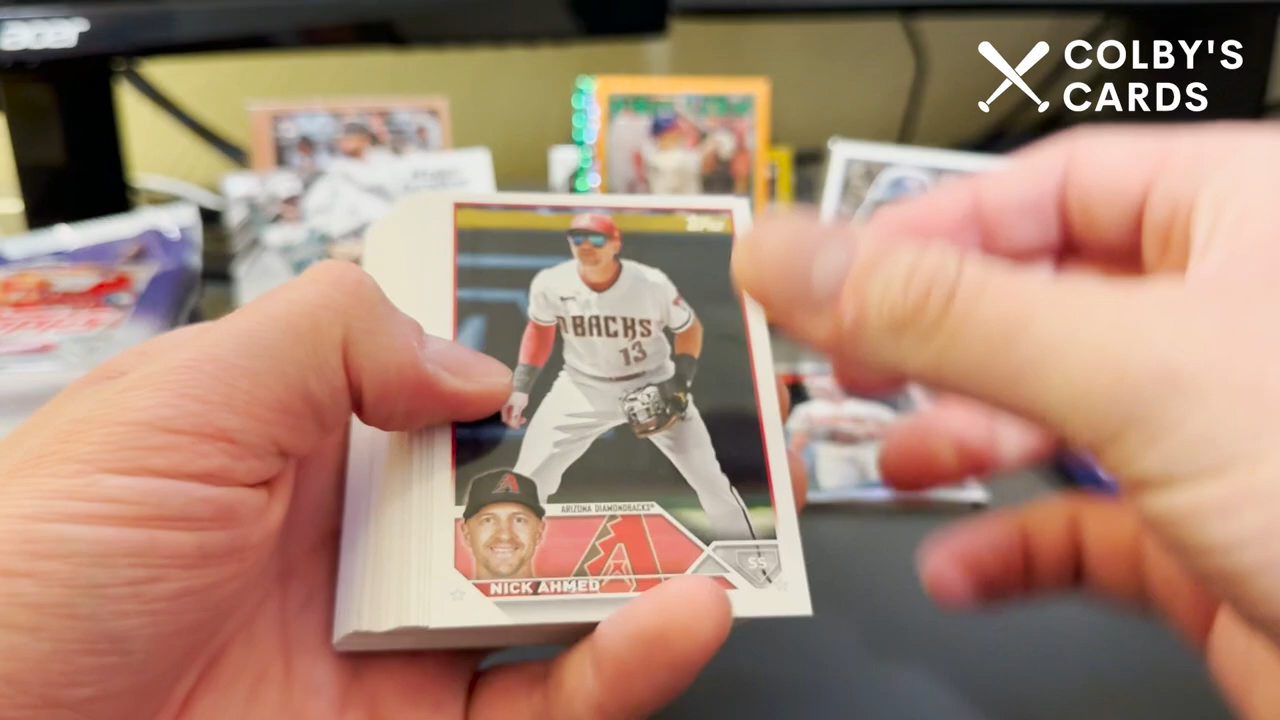 acer
COLBY'S
CARDS
Topps
D BACKS
13
ARIZONA DIAMONDBACKS
A
SS
NICK AHMED